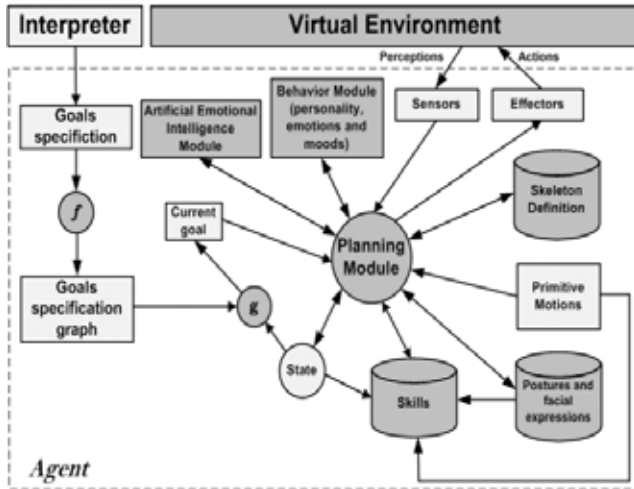 Interpreter
Virtual Environment
Perceptions
Actions
Goals
specifiction
Artificial Emotional
Intelligence
Module
Behavior Module
(personality,
emotions and
moods)
Sensors
Effectors
f
Current
goal
Planning
Module
Skeleton
Definition
Goals
specification
graph
g
Primitive
Motions
State
Skills
Postures and
facial
expressions
Agent